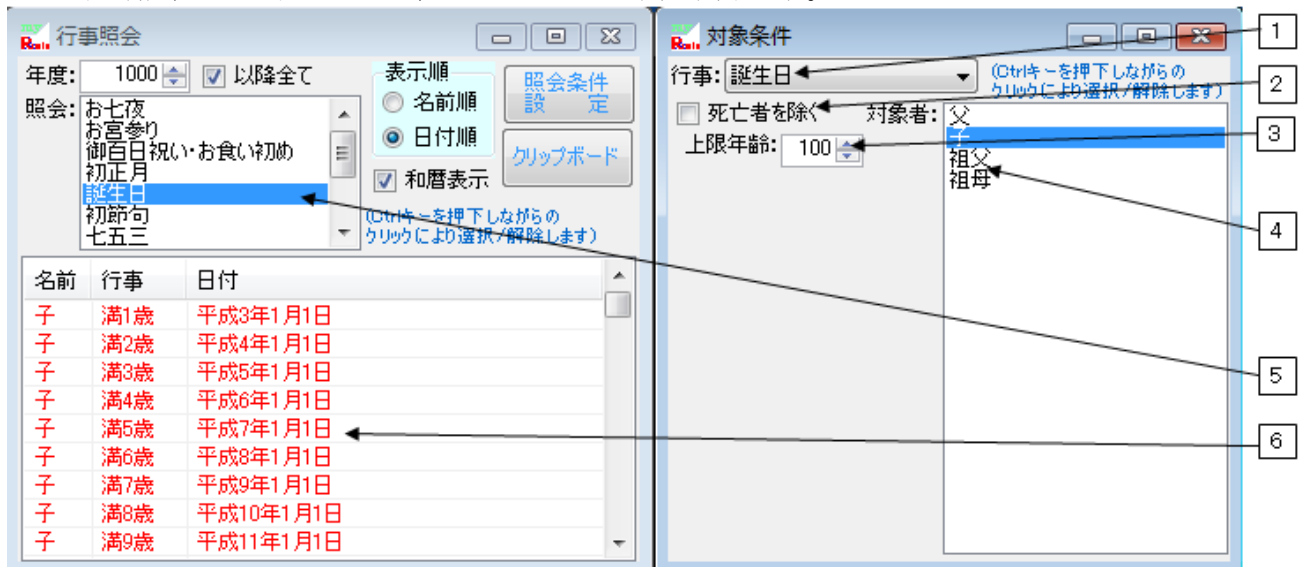 行事照会
年度: 1000 以降全て
照会: お七夜
お宮参り
御百日祝い・お食い初め
初正月
誕生日
初節句
七五三
表示順
名前順
日付順
和暦表示
照会条件
設 定
クリップボード
(Ctrlキーを押下しながらの
クリックにより選択/解除します)
名前 行事 日付
子 満1歳 平成3年1月1日
子 満2歳 平成4年1月1日
子 満3歳 平成5年1月1日
子 満4歳 平成6年1月1日
子 満5歳 平成7年1月1日
子 満6歳 平成8年1月1日
子 満7歳 平成9年1月1日
子 満8歳 平成10年1月1日
子 満9歳 平成11年1月1日
対象条件
行事: 誕生日
(Ctrlキーを押下しながらの
クリックにより選択/解除します)
死亡者を除く
上限年齢: 100
対象者: 父
子
祖父
祖母
1
2
3
4
5
6